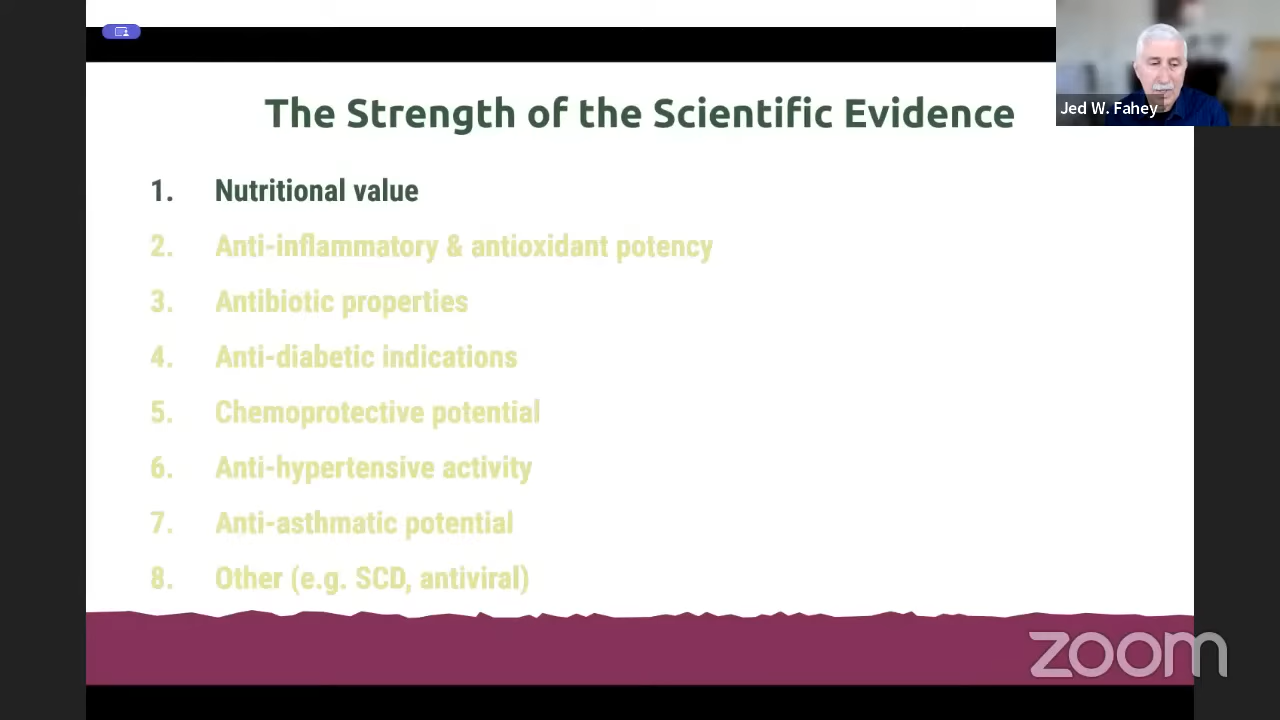 The Strength of the Scientific Evidence
Jed W. Fahey
1. Nutritional value
2. Anti-inflammatory & antioxidant potency
3. Antibiotic properties
4. Anti-diabetic indications
5. Chemoprotective potential
6. Anti-hypertensive activity
7. Anti-asthmatic potential
8. Other (e.g. SCD, antiviral)
zoom